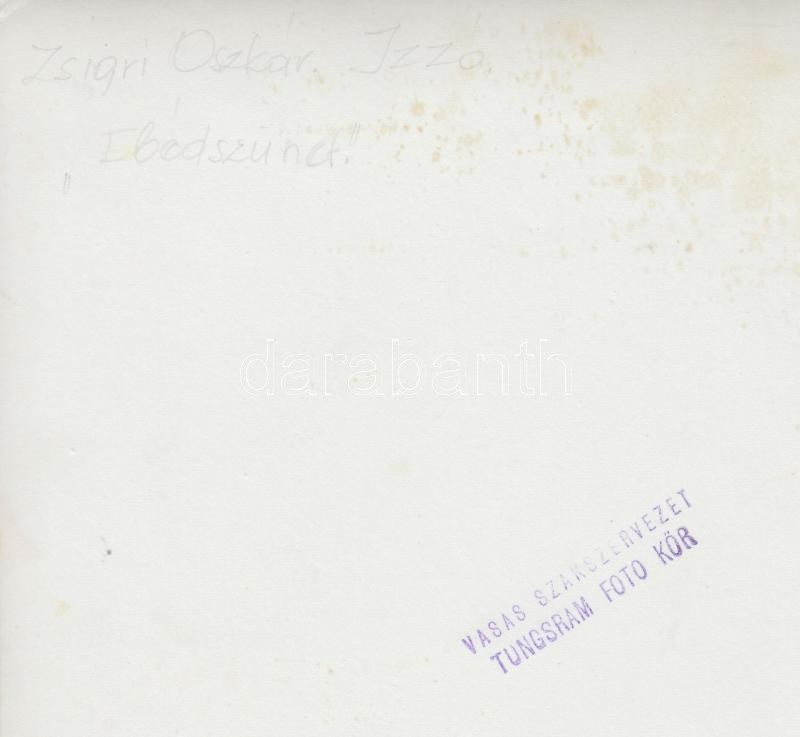 Zsigri Oszkár. Izzó.
„Ebédszünet."
darabanth
VASAS SZAKSZERVEZET
TUNGSRAM FOTO KÖR